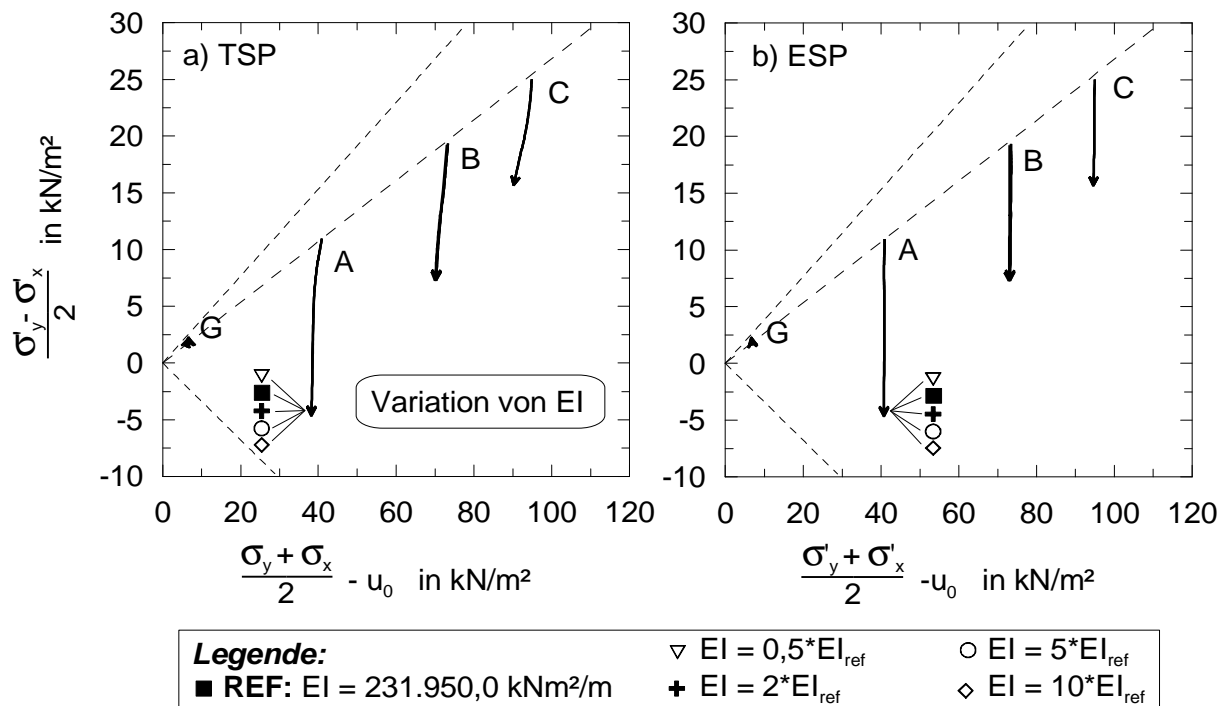 30
25
20
15
10
5
0
-5
-10
a) TSP
C
B
A
G
Variation von EI
0 20 40 60 80 100 120
σ'y - σ'x
2
in kN/m²
σy + σx
2
- u0 in kN/m²
30
25
20
15
10
5
0
-5
-10
b) ESP
C
B
A
G
0 20 40 60 80 100 120
σ'y + σ'x
2
-u0 in kN/m²
Legende:
■ REF: EI = 231.950,0 kNm²/m
▽ EI = 0,5*EIref
✚ EI = 2*EIref
○ EI = 5*EIref
◇ EI = 10*EIref